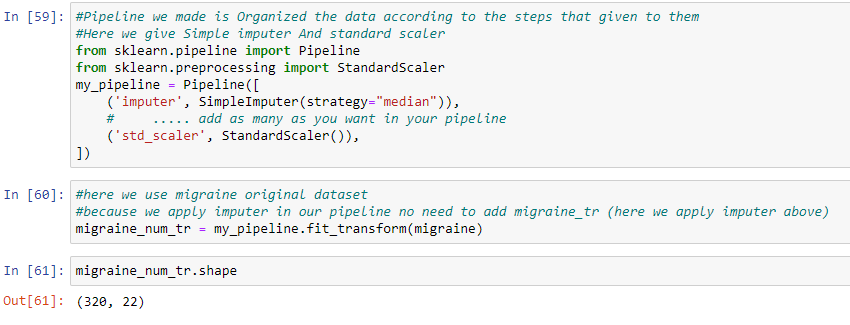 In [59]: #Pipeline we made is Organized the data according to the steps that given to them
#Here we give Simple imputer And standard scaler
from sklearn.pipeline import Pipeline
from sklearn.preprocessing import StandardScaler
my_pipeline = Pipeline([
    ('imputer', SimpleImputer(strategy="median")),
    #     ..... add as many as you want in your pipeline
    ('std_scaler', StandardScaler()),
])
In [60]: #here we use migraine original dataset
#because we apply imputer in our pipeline no need to add migraine_tr (here we apply imputer above)
migraine_num_tr = my_pipeline.fit_transform(migraine)
In [61]: migraine_num_tr.shape
Out[61]: (320, 22)